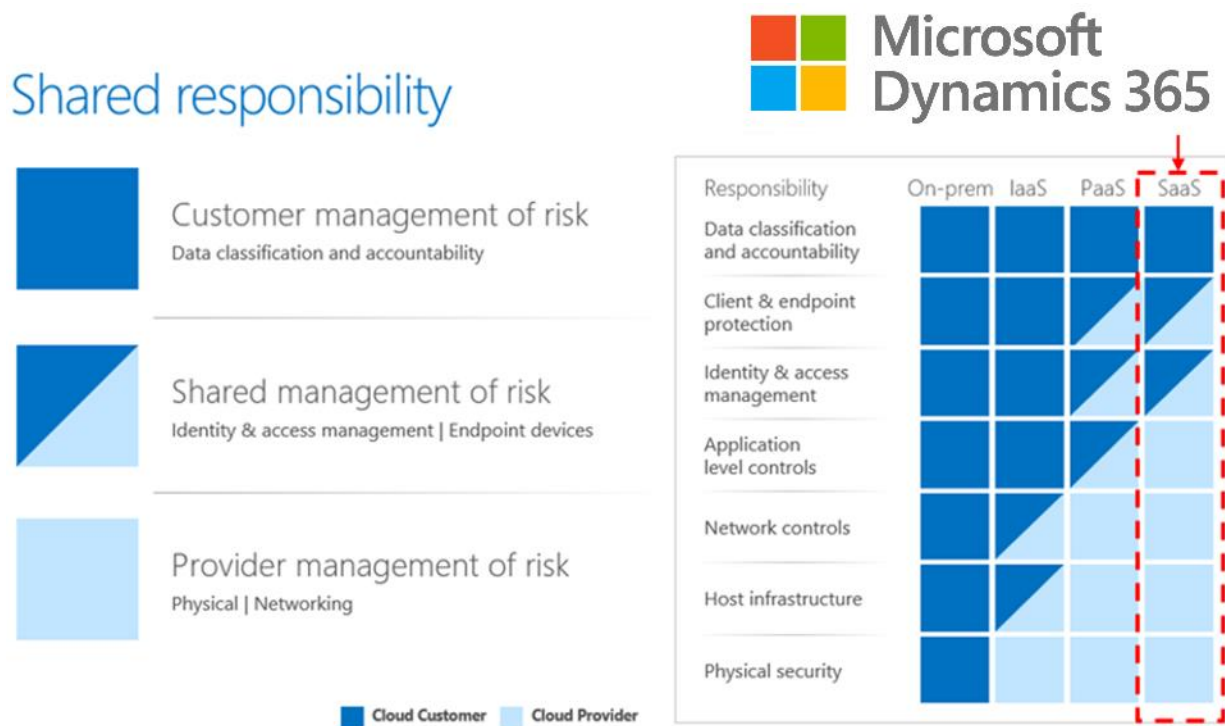 Microsoft
Dynamics 365
Shared responsibility
Customer management of risk
Data classification and accountability
Shared management of risk
Identity & access management | Endpoint devices
Provider management of risk
Physical | Networking
Cloud Customer Cloud Provider
Responsibility On-prem IaaS PaaS SaaS
Data classification
and accountability
Client & endpoint
protection
Identity & access
management
Application
level controls
Network controls
Host infrastructure
Physical security